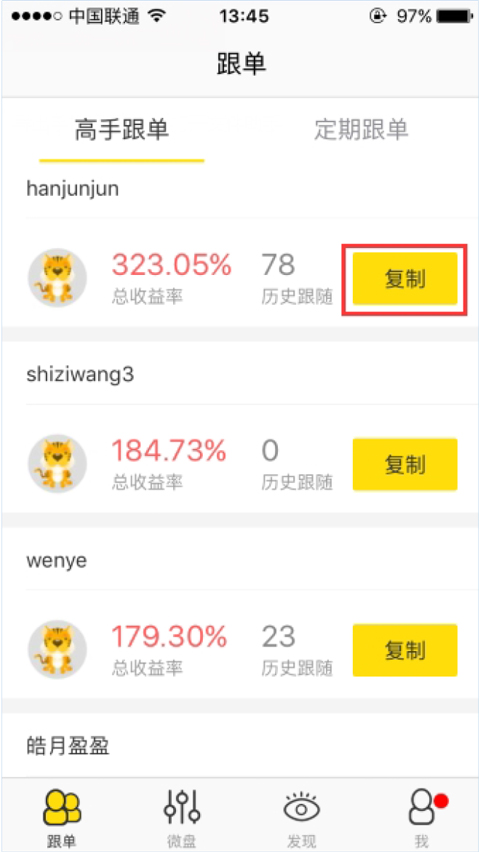 中国联通 13:45 97%
跟单
高手跟单 定期跟单
hanjunjun
323.05% 78 复制
总收益率 历史跟随
shiziwang3
184.73% 0 复制
总收益率 历史跟随
wenye
179.30% 23 复制
总收益率 历史跟随
皓月盈盈
跟单 微盘 发现 我